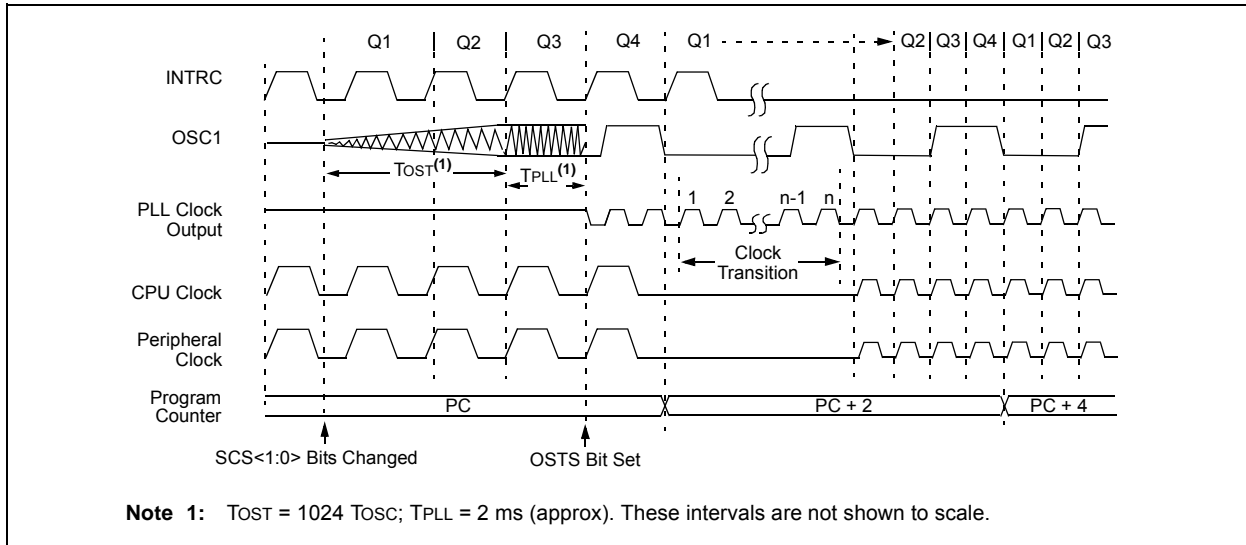 Q1 Q2 Q3 Q4 Q1 Q2 Q3 Q4 Q1 Q2 Q3
INTRC
OSC1
TOST(1) TPLL(1)
1 2 n-1 n
PLL Clock
Output
Clock
Transition
CPU Clock
Peripheral
Clock
Program
Counter
PC PC + 2 PC + 4
SCS<1:0> Bits Changed OSTS Bit Set
Note 1: TOST = 1024 TOSC; TPLL = 2 ms (approx). These intervals are not shown to scale.